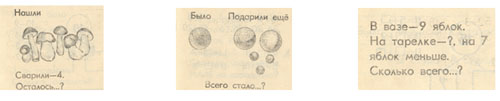 Нашли
Сварили—4.
Осталось...?
Было Подарили ещё
Всего стало...?
В вазе—9 яблок.
На тарелке—?, на 7
яблок меньше.
Сколько всего...?